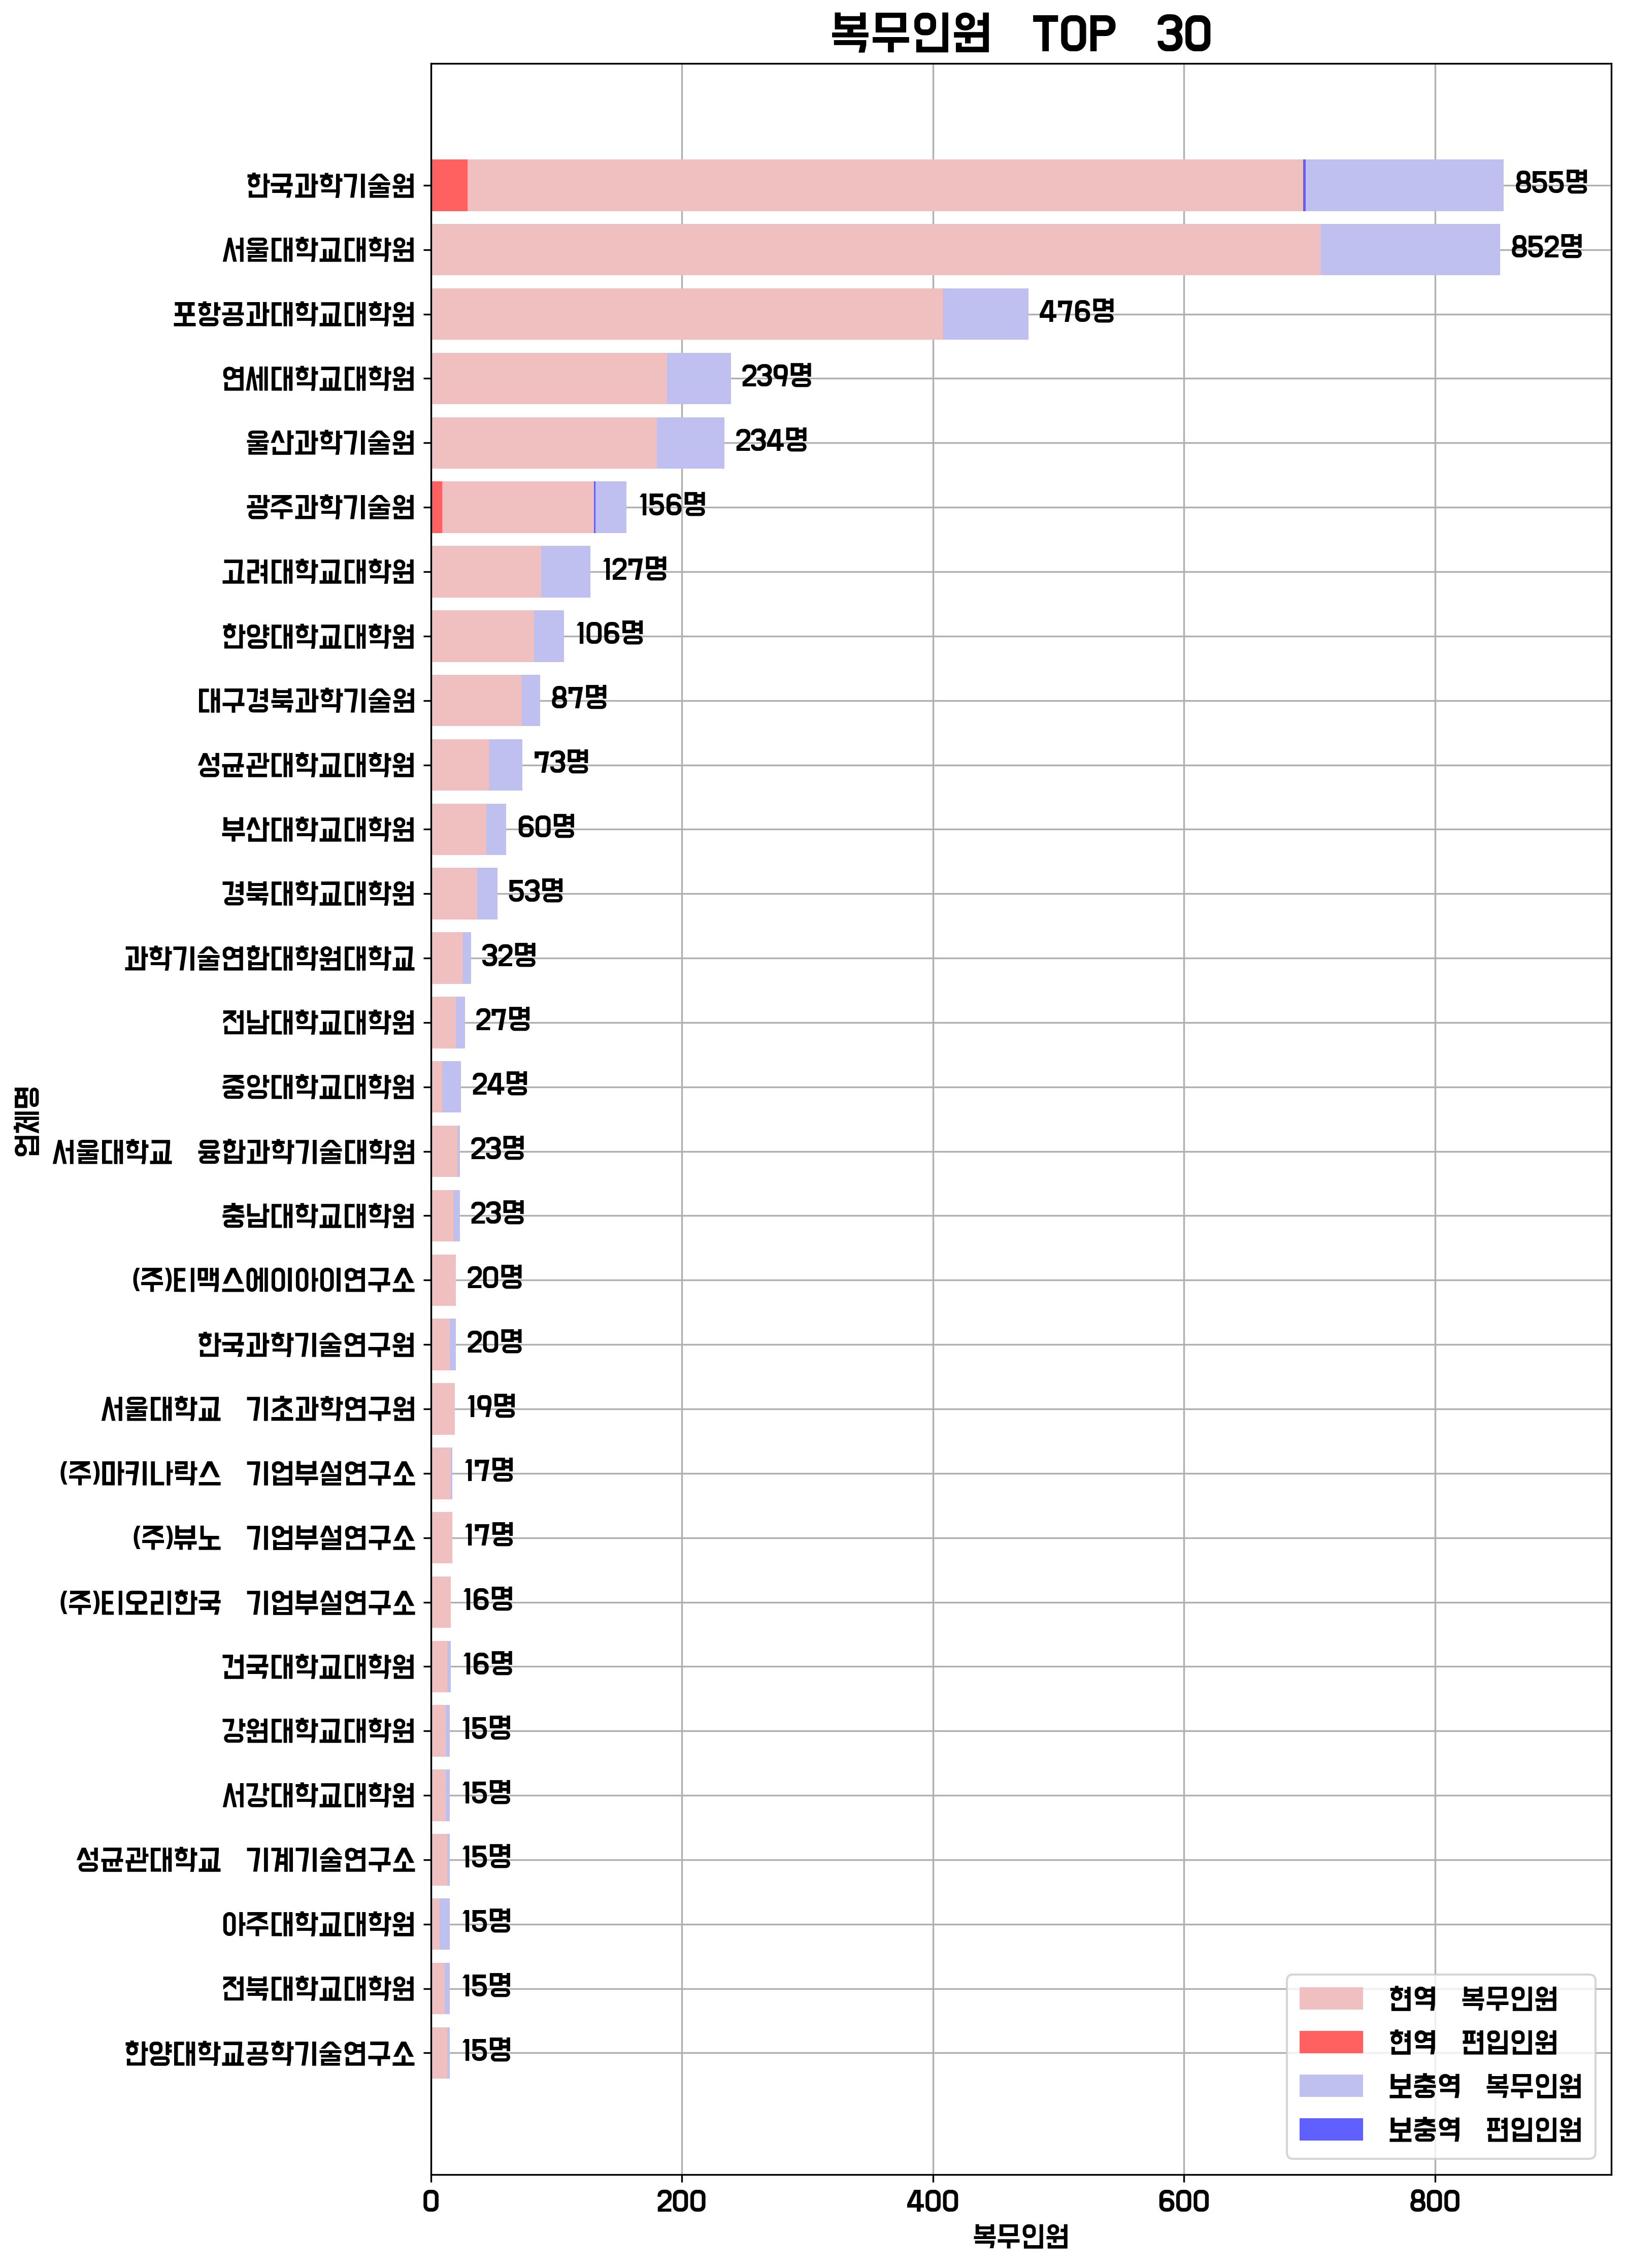 복무인원 TOP 30
한국과학기술원 855명
서울대학교대학원 852명
포항공과대학교대학원 476명
연세대학교대학원 239명
울산과학기술원 234명
광주과학기술원 156명
고려대학교대학원 127명
한양대학교대학원 106명
대구경북과학기술원 87명
성균관대학교대학원 73명
부산대학교대학원 60명
경북대학교대학원 53명
과학기술연합대학원대학교 32명
전남대학교대학원 27명
중앙대학교대학원 24명
업체명
서울대학교 융합과학기술대학원 23명
충남대학교대학원 23명
(주)티맥스에이아이연구소 20명
한국과학기술연구원 20명
서울대학교 기초과학연구원 19명
(주)마키나락스 기업부설연구소 17명
(주)뷰노 기업부설연구소 17명
(주)티오리한국 기업부설연구소 16명
건국대학교대학원 16명
강원대학교대학원 15명
서강대학교대학원 15명
성균관대학교 기계기술연구소 15명
아주대학교대학원 15명
전북대학교대학원 15명
한양대학교공학기술연구소 15명
현역 복무인원
현역 편입인원
보충역 복무인원
보충역 편입인원
0 200 400 600 800
복무인원